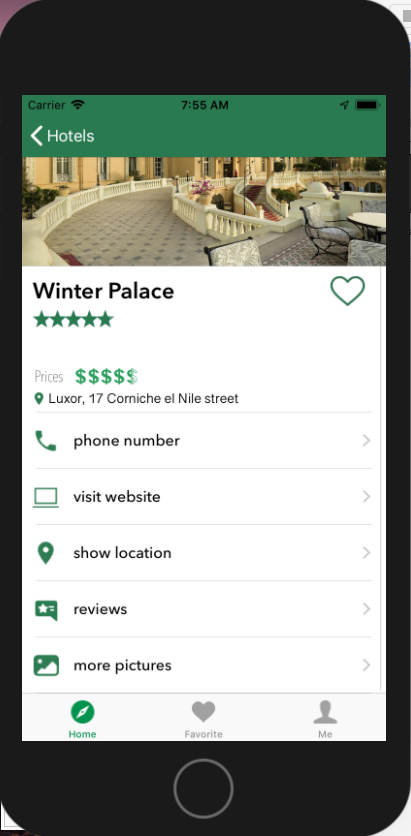 Carrier 7:55 AM
Hotels
Winter Palace
Prices $$$$$
Luxor, 17 Corniche el Nile street
phone number
visit website
show location
reviews
more pictures
Home Favorite Me